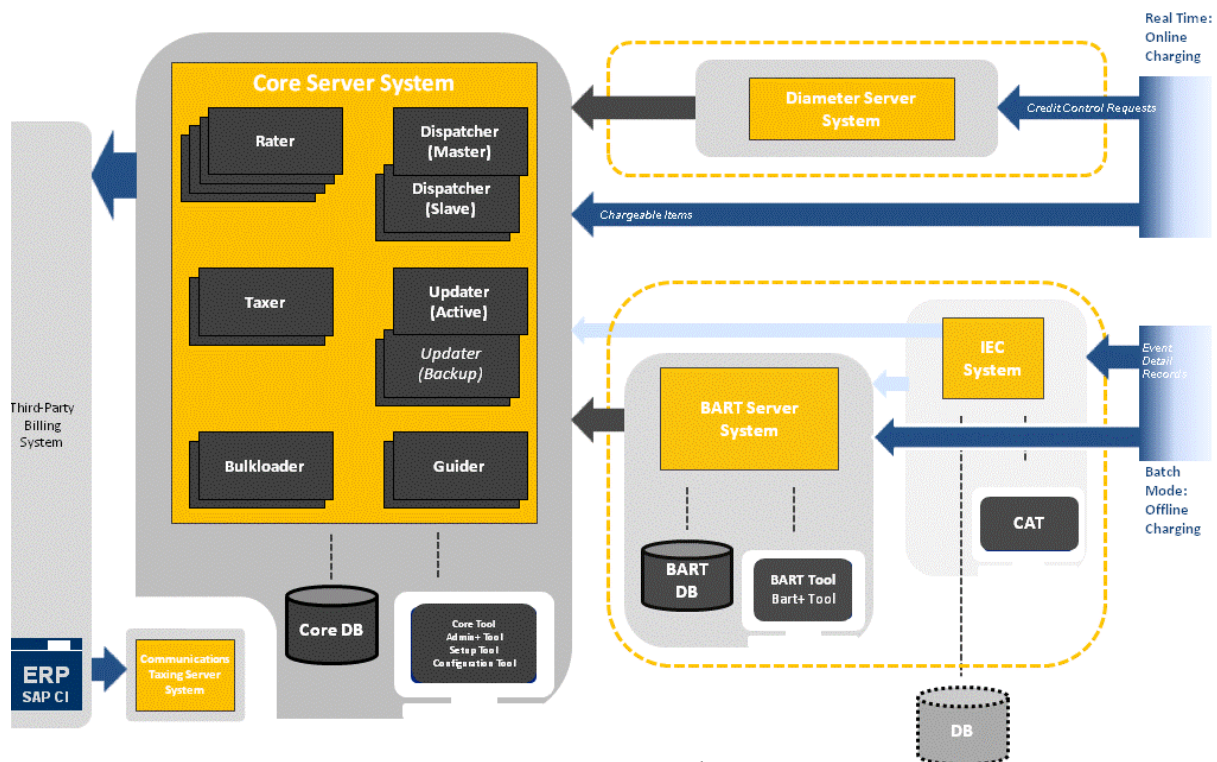 Real Time:
Online
Charging
Core Server System
Rater
Dispatcher
(Master)
Dispatcher
(Slave)
Diameter Server
System
Credit Control Requests
Chargeable Items
Taxer
Updater
(Active)
Updater
(Backup)
IEC
System
Event
Detail
Records
Third-Party
Billing
System
BART Server
System
Bulkloader
Guider
Batch
Mode:
Offline
Charging
CAT
BART
DB
BART Tool
Bart+ Tool
Core DB
Core Tool
Admin+ Tool
Setup Tool
Configuration Tool
ERP
SAP CI
Communications
Taxing Server
System
DB